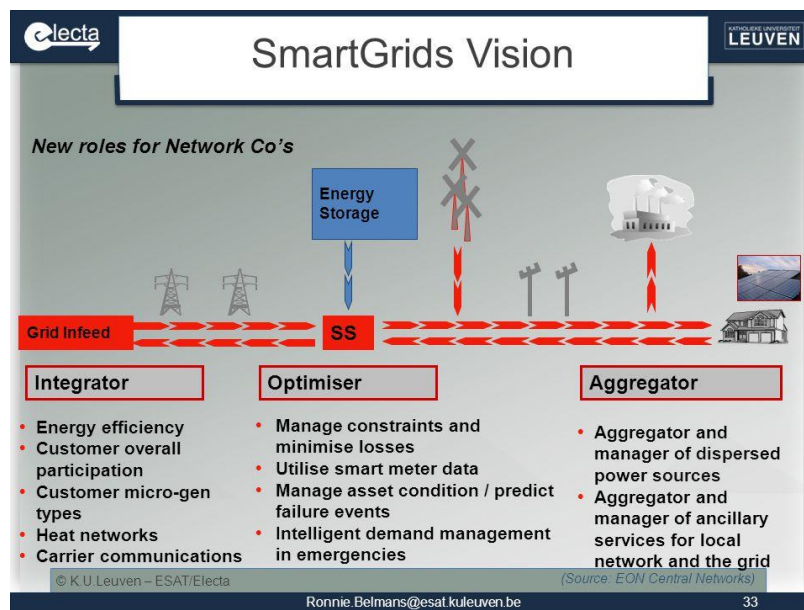 electa
SmartGrids Vision
KATHOLIEKE UNIVERSITEIT
LEUVEN
New roles for Network Co's
Energy
Storage
Grid Infeed
SS
Integrator
• Energy efficiency
• Customer overall
participation
• Customer micro-gen
types
• Heat networks
• Carrier communications
Optimiser
• Manage constraints and
minimise losses
• Utilise smart meter data
• Manage asset condition / predict
failure events
• Intelligent demand management
in emergencies
Aggregator
• Aggregator and
manager of dispersed
power sources
• Aggregator and
manager of ancillary
services for local
network and the grid
© K.U.Leuven – ESAT/Electa
(Source: EON Central Networks)
Ronnie.Belmans@esat.kuleuven.be
33